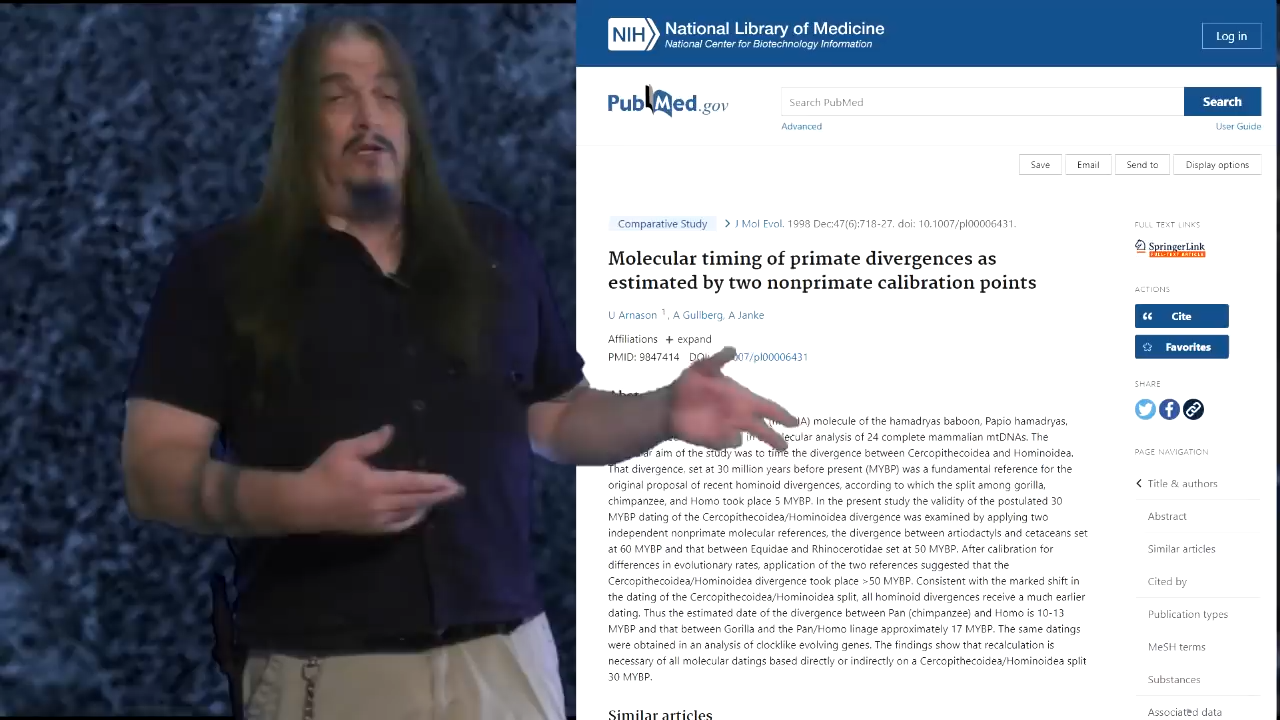 NIH National Library of Medicine
National Center for Biotechnology Information
Log in
PubMed.gov
Search PubMed
Search
Advanced
User Guide
Save
Email
Send to
Display options
Comparative Study > J Mol Evol. 1998 Dec:47(6):718-27. doi: 10.1007/pl00006431.
Molecular timing of primate divergences as
estimated by two nonprimate calibration points
U Arnason 1, A Gullberg, A Janke
Affiliations + expand
PMID: 9847414 DOI: 007/pl00006431
molecule of the hamadryas baboon, Papio hamadryas,
molecular analysis of 24 complete mammalian mtDNAs. The
aim of the study was to time the divergence between Cercopithecoidea and Hominoidea.
That divergence, set at 30 million years before present (MYBP) was a fundamental reference for the
original proposal of recent hominoid divergences, according to which the split among gorilla,
chimpanzee, and Homo took place 5 MYBP. In the present study the validity of the postulated 30
MYBP dating of the Cercopithecoidea/Hominoidea divergence was examined by applying two
independent nonprimate molecular references, the divergence between artiodactyls and cetaceans set
at 60 MYBP and that between Equidae and Rhinocerotidae set at 50 MYBP. After calibration for
differences in evolutionary rates, application of the two references suggested that the
Cercopithecoidea/Hominoidea divergence took place >50 MYBP. Consistent with the marked shift in
the dating of the Cercopithecoidea/Hominoidea split, all hominoid divergences receive a much earlier
dating. Thus the estimated date of the divergence between Pan (chimpanzee) and Homo is 10-13
MYBP and that between Gorilla and the Pan/Homo linage approximately 17 MYBP. The same datings
were obtained in an analysis of clocklike evolving genes. The findings show that recalculation is
necessary of all molecular datings based directly or indirectly on a Cercopithecoidea/Hominoidea split
30 MYBP.
Similar articles
FULL TEXT LINKS
SpringerLink
FULL-TEXT ARTICLE
ACTIONS
Cite
Favorites
SHARE
PAGE NAVIGATION
Title & authors
Abstract
Similar articles
Cited by
Publication types
MeSH terms
Substances
Associated data